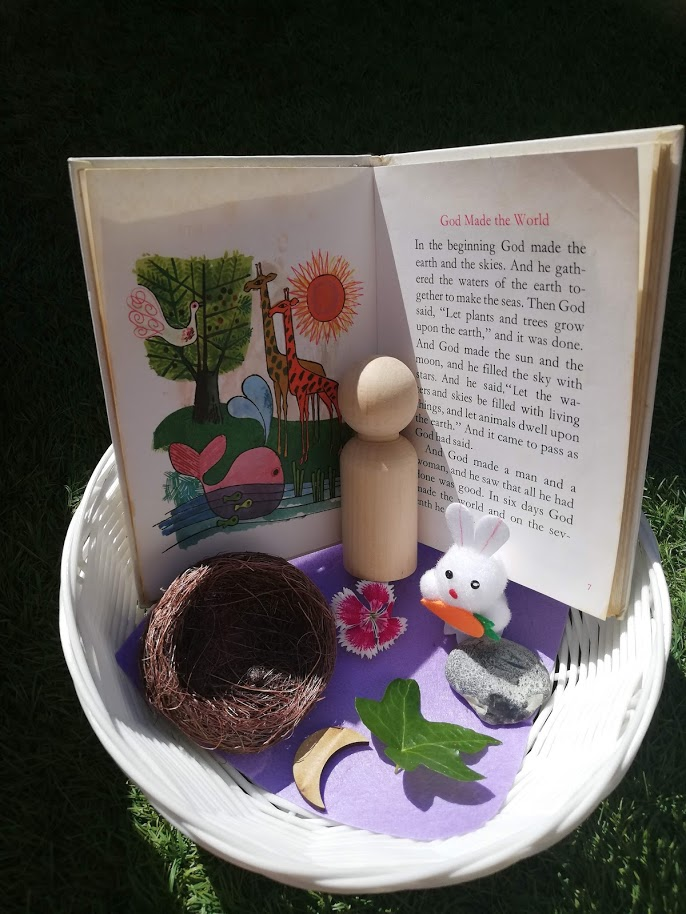 God Made the World
In the beginning God made the
earth and the skies. And he gath-
ered the waters of the earth to-
gether to make the seas. Then God
said, “Let plants and trees grow
upon the earth,” and it was done.
And God made the sun and the
moon, and he filled the sky with
stars. And he said, “Let the wa-
ers and skies be filled with living
things, and let animals dwell upon
the earth.” And it came to pass as
God had said.
And God made a man and a
woman, and he saw that all he had
done was good. In six days God
made the world and on the sev-
enth he
7